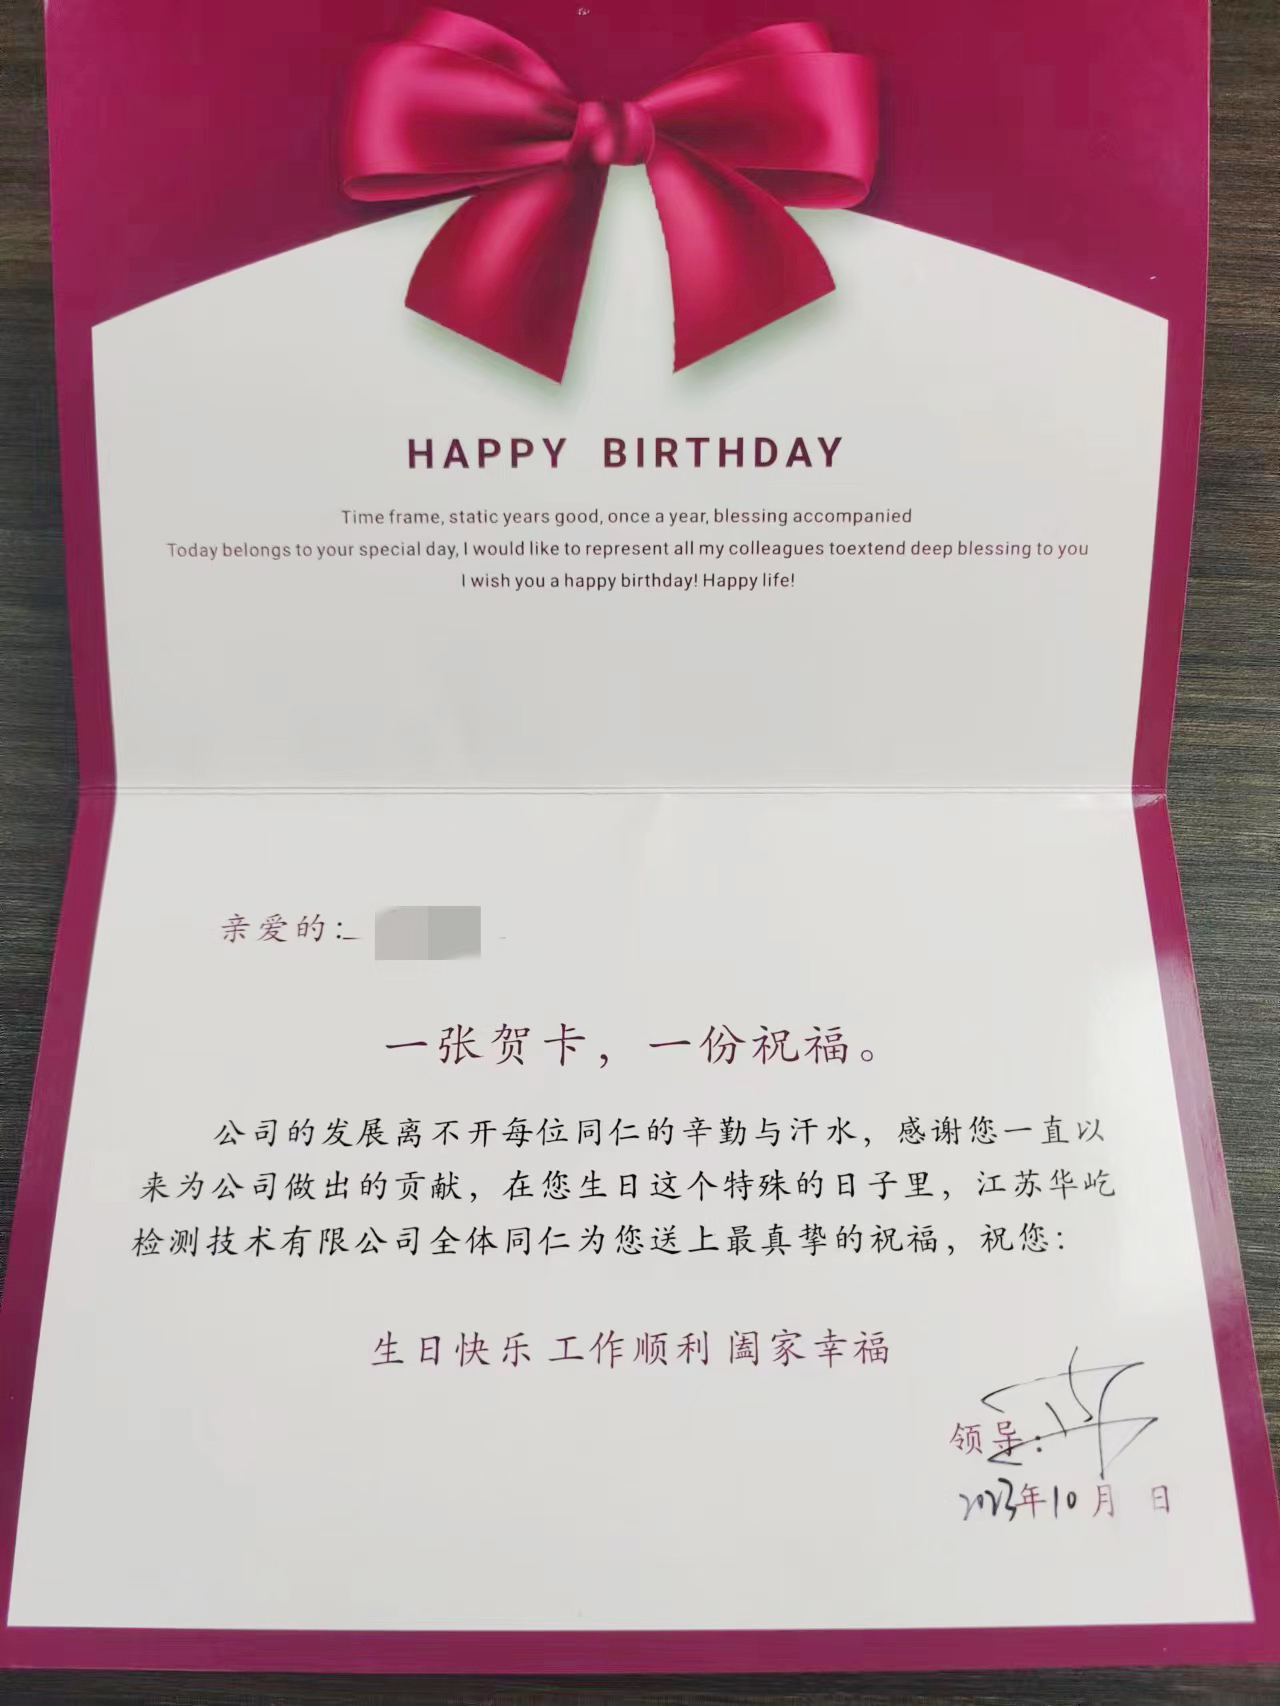 HAPPY BIRTHDAY
Time frame, static years good, once a year, blessing accompanied
Today belongs to your special day, I would like to represent all my colleagues toextend deep blessing to you
I wish you a happy birthday! Happy life!
亲爱的：
一张贺卡，一份祝福。
公司的发展离不开每位同仁的辛勤与汗水，感谢您一直以
来为公司做出的贡献，在您生日这个特殊的日子里，江苏华屹
检测技术有限公司全体同仁为您送上最真挚的祝福，祝您：
生日快乐 工作顺利 阖家幸福
领导：
2023年10月 日